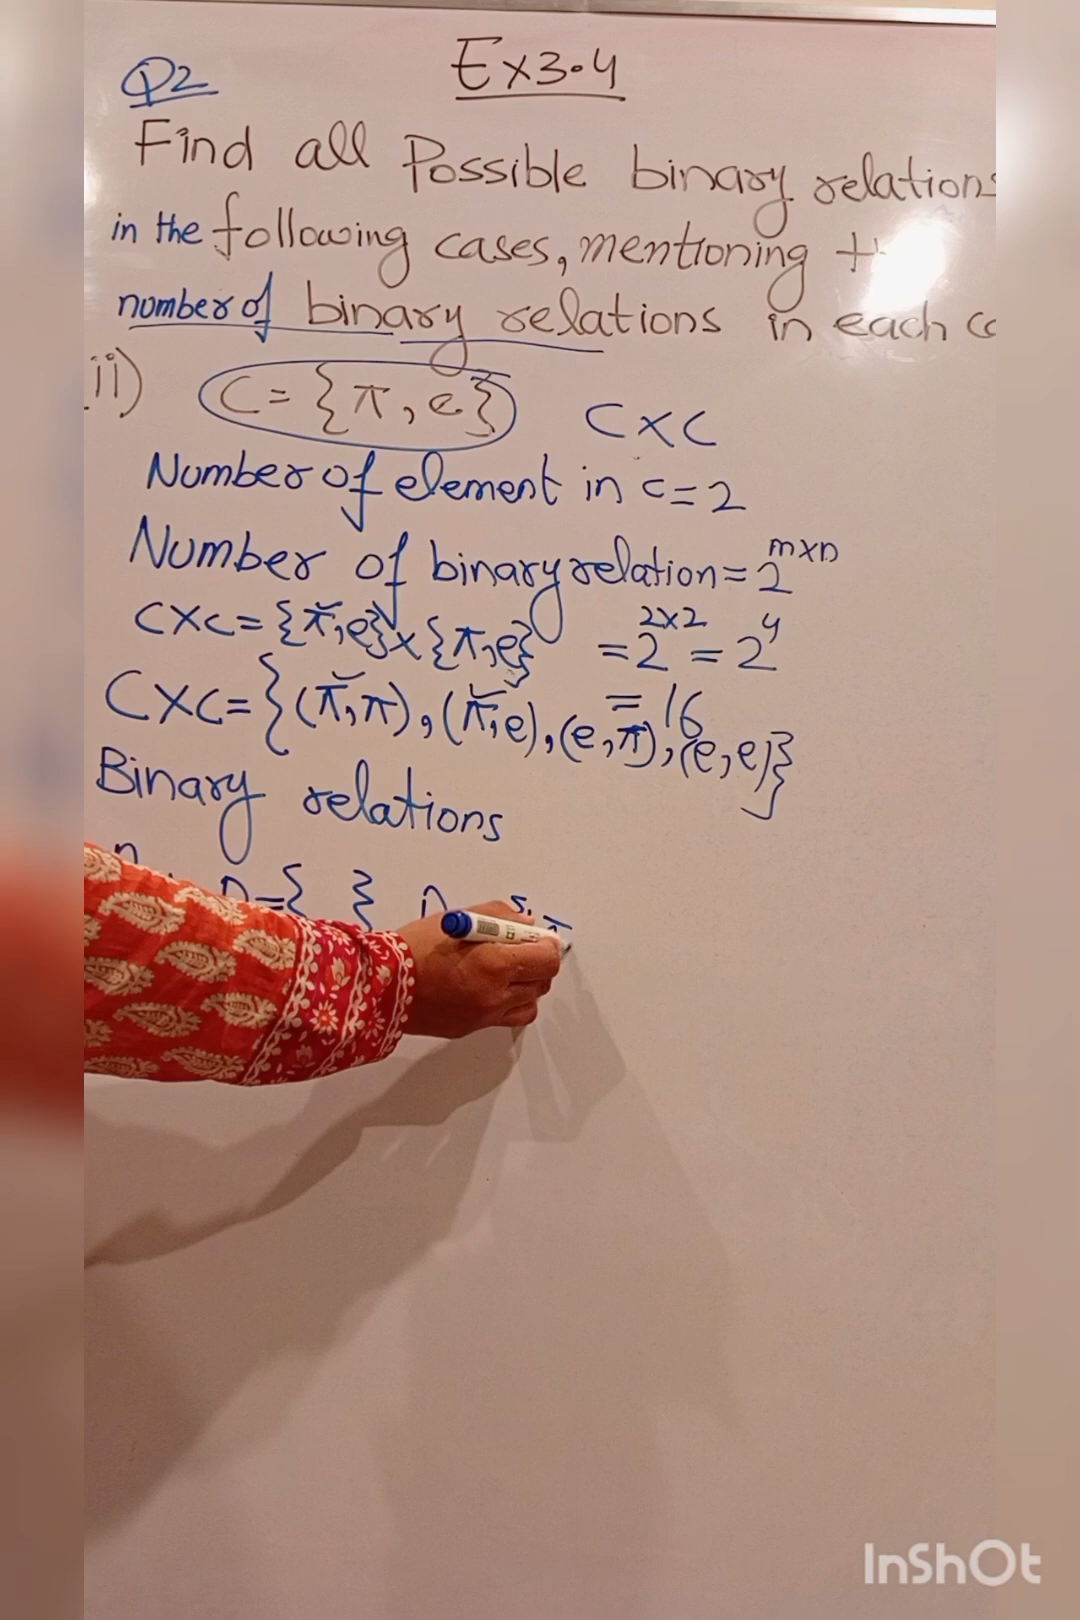 Ex3.4
Q2
Find all Possible binary relations
in the following cases, mentioning
number of binary relations in each
ii) C = {π, e} C×C
Number of element in C = 2
Number of binary relation = 2^m×n
C×C = {π, e} × {π, e} = 2^2×2 = 2^4
= 16
C×C = {(π, π), (π, e), (e, π), (e, e)}
Binary relations
= { }
InShOt